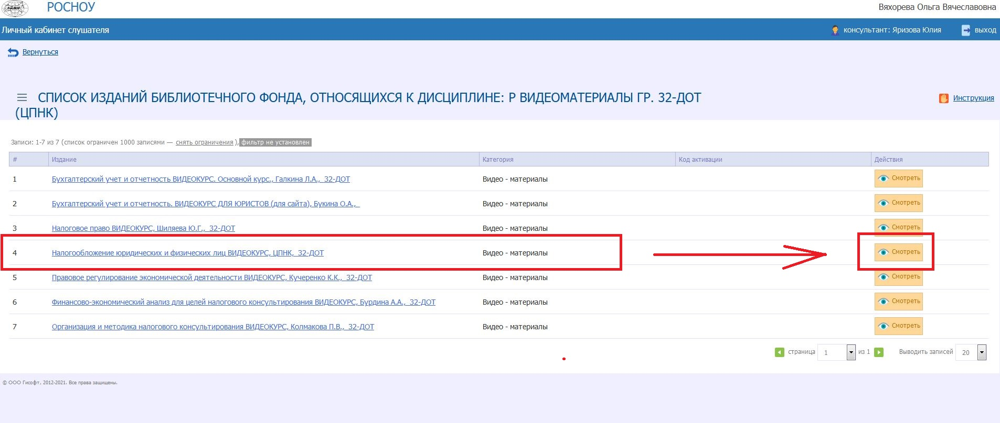 РОСНОУ
Вяхорева Ольга Вячеславовна
Личный кабинет слушателя
консультант: Яризова Юлия
выход
Вернуться
СПИСОК ИЗДАНИЙ БИБЛИОТЕЧНОГО ФОНДА, ОТНОСЯЩИХСЯ К ДИСЦИПЛИНЕ: Р ВИДЕОМАТЕРИАЛЫ ГР. 32-ДОТ
(ЦПНК)
Инструкция
Записи: 1-7 из 7 (список ограничен 1000 записями — снять ограничения ), фильтр не установлен
# Издание Категория Код активации Действия
1 Бухгалтерский учет и отчетность ВИДЕОКУРС. Основной курс., Галкина Л.А., 32-ДОТ Видео - материалы Смотреть
2 Бухгалтерский учет и отчетность. ВИДЕОКУРС ДЛЯ ЮРИСТОВ (для сайта), Букина О.А., Видео - материалы Смотреть
3 Налоговое право ВИДЕОКУРС, Шиляева Ю.Г., 32-ДОТ Видео - материалы Смотреть
4 Налогообложение юридических и физических лиц ВИДЕОКУРС, ЦПНК, 32-ДОТ Видео - материалы Смотреть
5 Правовое регулирование экономической деятельности ВИДЕОКУРС, Кучеренко К.К., 32-ДОТ Видео - материалы Смотреть
6 Финансово-экономический анализ для целей налогового консультирования ВИДЕОКУРС, Бурдина А.А., 32-ДОТ Видео - материалы Смотреть
7 Организация и методика налогового консультирования ВИДЕОКУРС, Колмакова П.В., 32-ДОТ Видео - материалы Смотреть
страница 1 из 1 Выводить записей 20
© ООО Гисофт, 2012-2021. Все права защищены.